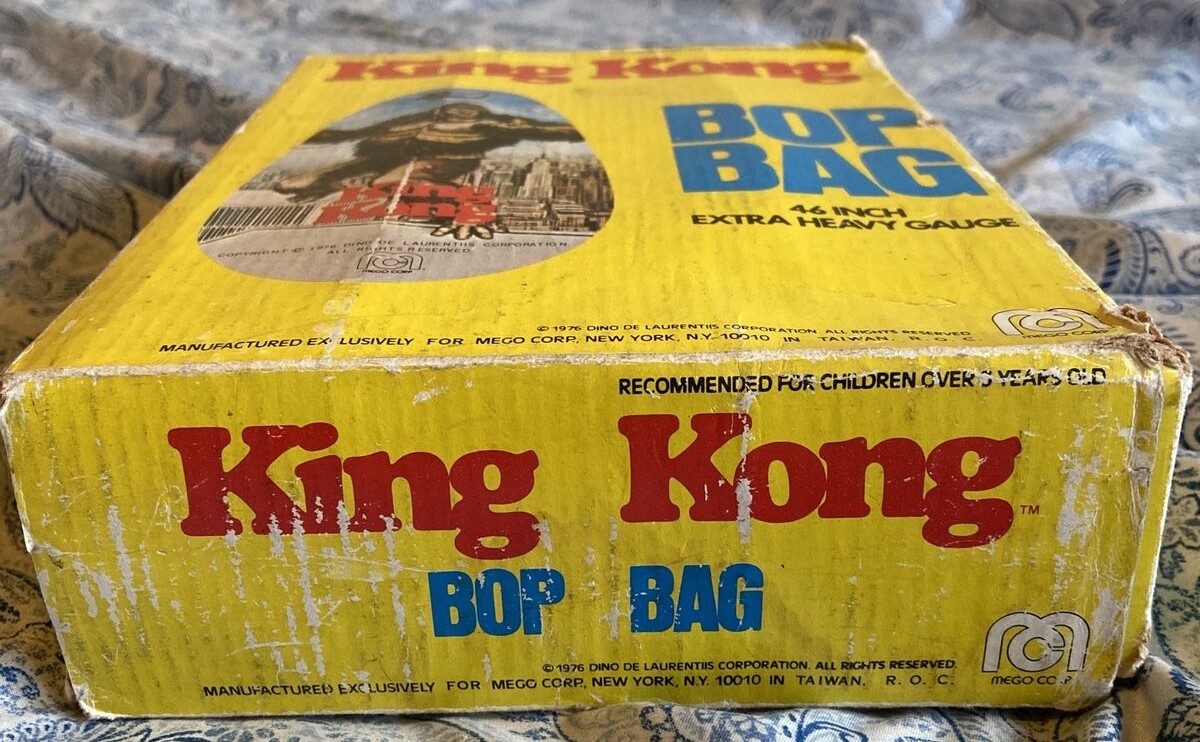 King Kong
BOP
BAG
46 INCH
EXTRA HEAVY GAUGE
King
Kong
COPYRIGHT © 1976 DINO DE LAURENTIIS CORPORATION
ALL RIGHTS RESERVED.
MEGO CORP.
© 1976 DINO DE LAURENTIIS CORPORATION ALL RIGHTS RESERVED
MANUFACTURED EXCLUSIVELY FOR MEGO CORP, NEW YORK, N.Y. 10010 IN TAIWAN, R. O. C.
MEGO CORP
RECOMMENDED FOR CHILDREN OVER YEARS OLD
King Kong™
BOP BAG
© 1976 DINO DE LAURENTIIS CORPORATION. ALL RIGHTS RESERVED.
MANUFACTURED EXCLUSIVELY FOR MEGO CORP., NEW YORK, N.Y. 10010 IN TAIWAN, R. O. C.
MEGO CORP